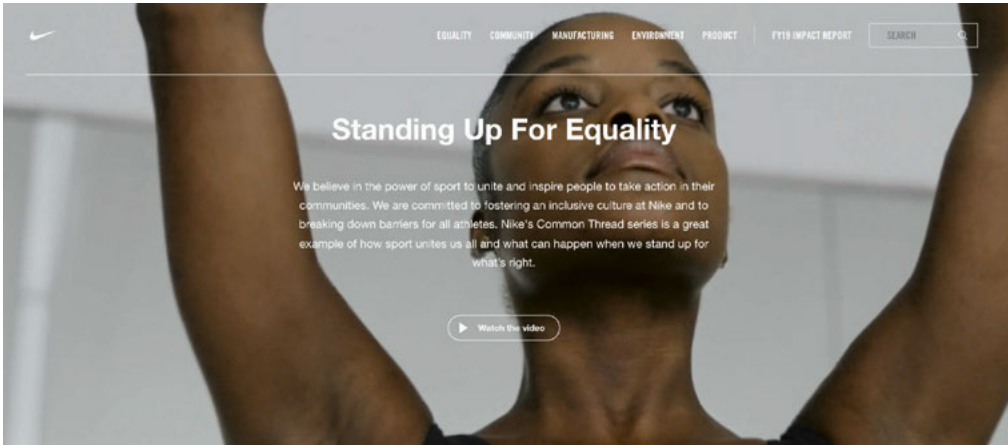 EQUALITY COMMUNITY MANUFACTURING ENVIRONMENT PRODUCT FY19 IMPACT REPORT SEARCH
Standing Up For Equality
We believe in the power of sport to unite and inspire people to take action in their
communities. We are committed to fostering an inclusive culture at Nike and to
breaking down barriers for all athletes. Nike's Common Thread series is a great
example of how sport unites us all and what can happen when we stand up for
what's right.
Watch the video